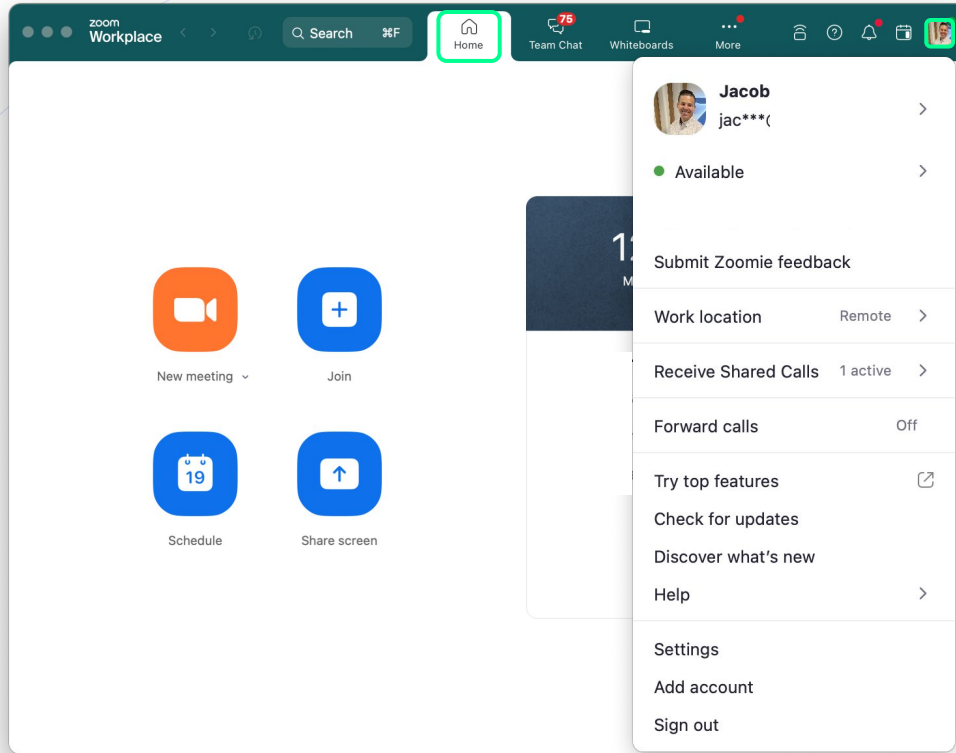 zoom
Workplace
Search ⌘F
Home
75
Team Chat
Whiteboards
More
Jacob
jac***
Available
Submit Zoomie feedback
Work location Remote
Receive Shared Calls 1 active
Forward calls Off
Try top features
Check for updates
Discover what's new
Help
Settings
Add account
Sign out
New meeting
Join
19
Schedule
Share screen